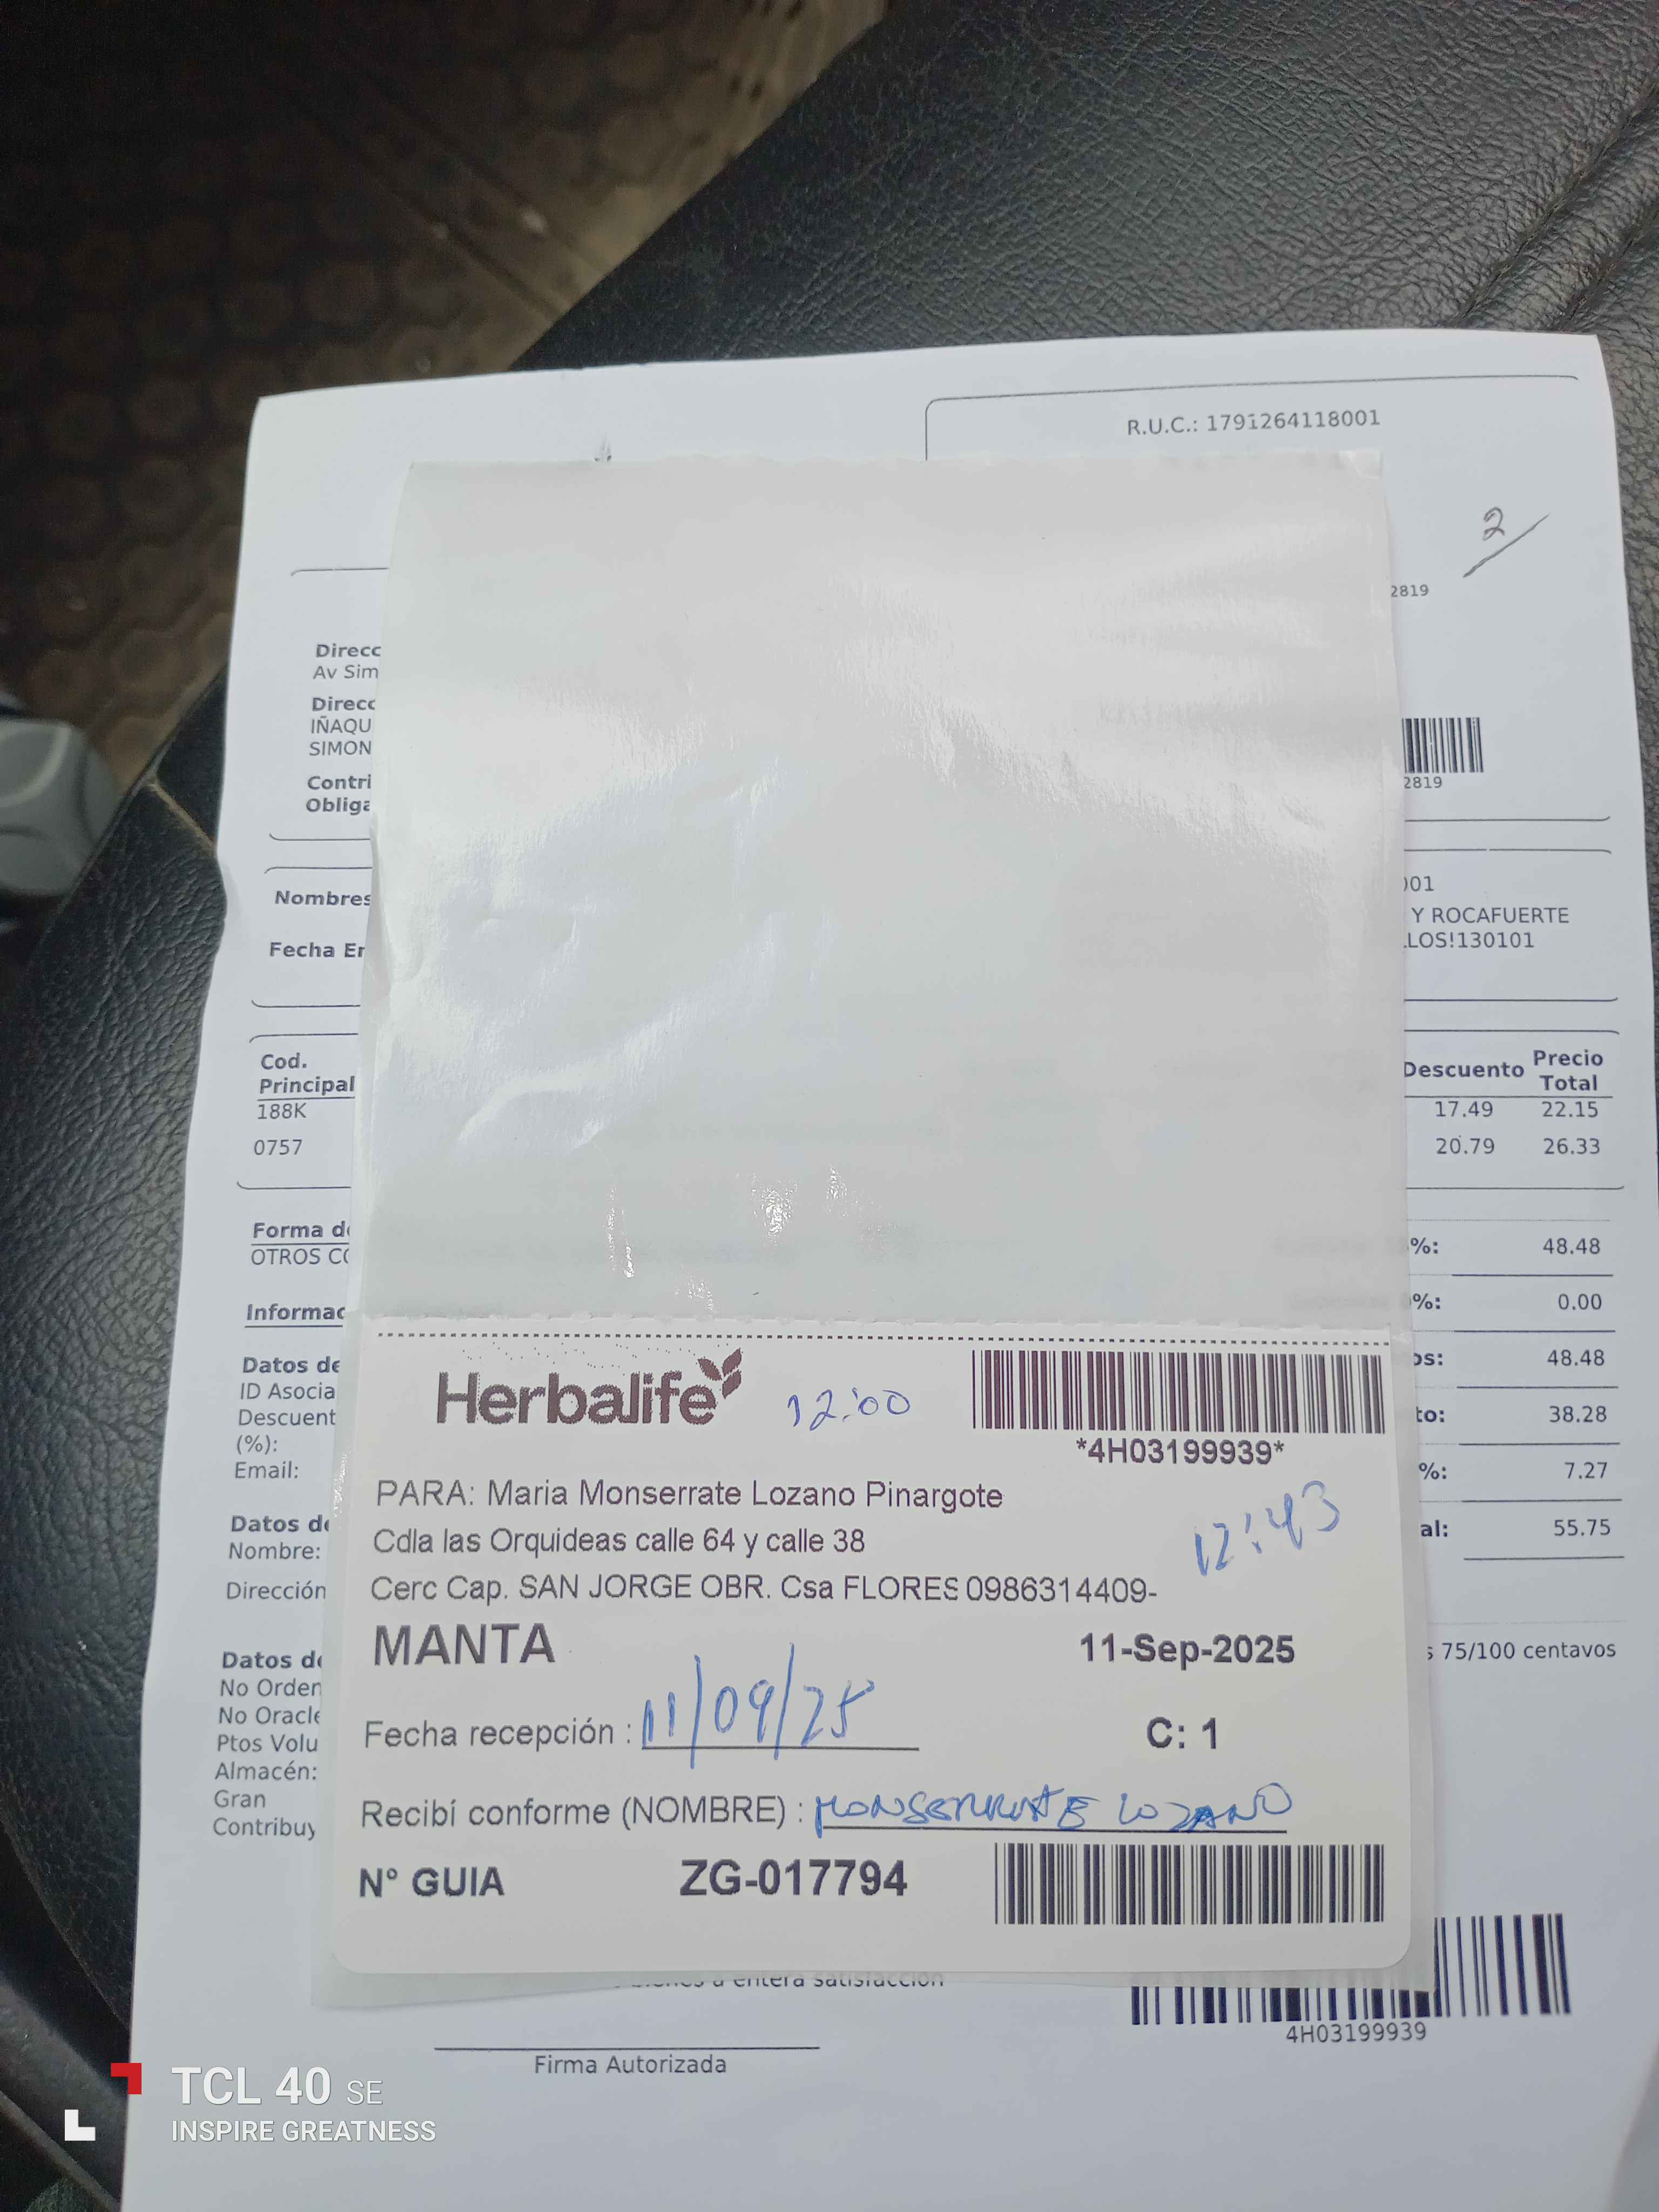 R.U.C.: 1791264118001
2
2819
Direcc
Av Sim
Direcc
IÑAQU
SIMON
2819
Contri
Obliga
Nombres
001
Y ROCAFUERTE
Fecha Er
LOS!130101
Cod.
Principal
Descuento
Precio
Total
188K 17.49 22.15
0757 20.79 26.33
Forma de
OTROS CO
%: 48.48
Informac
%: 0.00
Datos de
os: 48.48
ID Asocia
Descuent
(%):
to: 38.28
Email:
%: 7.27
Datos de
Nombre:
al: 55.75
Dirección
s 75/100 centavos
Datos de
No Orden
No Oracle
Ptos Volu
Almacén:
Gran
Contribuy
Herbalife
12:00
*4H03199939*
PARA: Maria Monserrate Lozano Pinargote
Cdla las Orquideas calle 64 y calle 38
12:43
Cerc Cap. SAN JORGE OBR. Csa FLORES 0986314409-
MANTA
11-Sep-2025
Fecha recepción : 11/09/25
C: 1
Recibí conforme (NOMBRE) : MONSERRATE LOZANO
N° GUIA ZG-017794
a entera satisfacción
4H03199939
Firma Autorizada
TCL 40 SE
INSPIRE GREATNESS